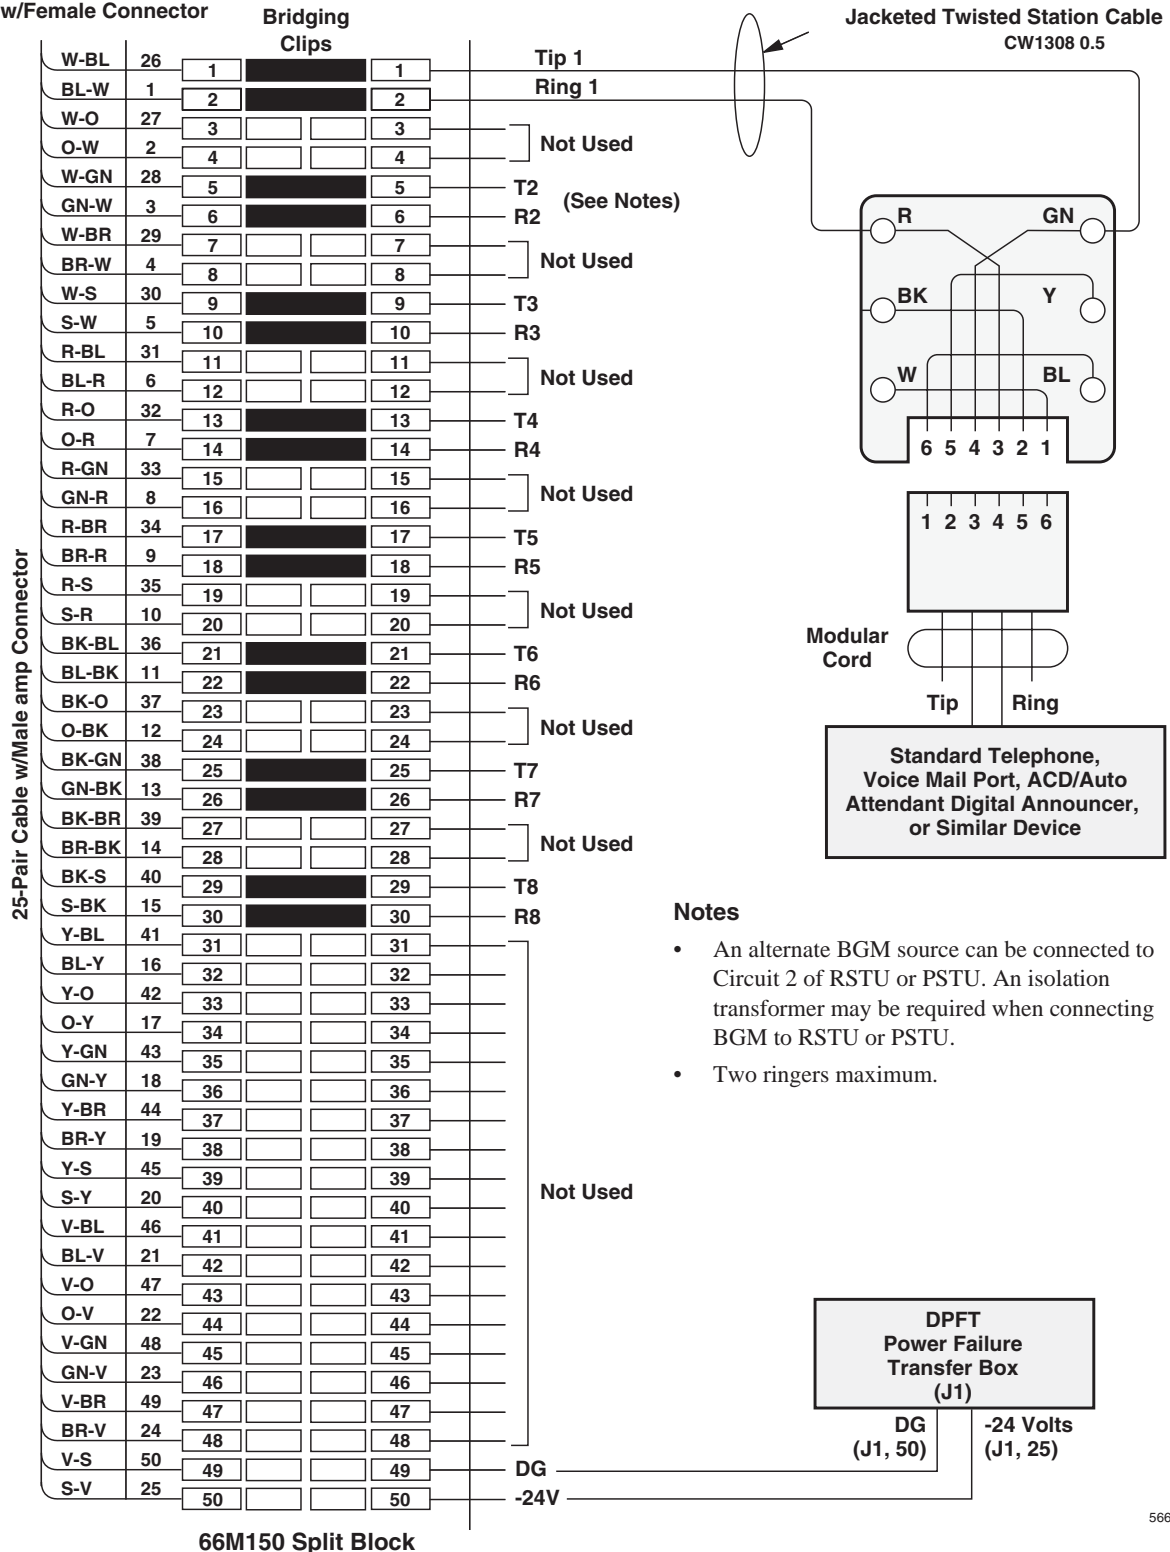 w/Female Connector
Bridging
Clips
Jacketed Twisted Station Cable
CW1308 0.5
25-Pair Cable w/Male amp Connector
W-BL 26 1 1 Tip 1
BL-W 1 2 2 Ring 1
W-O 27 3 3
Not Used
O-W 2 4 4
W-GN 28 5 5 T2
(See Notes)
GN-W 3 6 6 R2
W-BR 29 7 7
Not Used
BR-W 4 8 8
W-S 30 9 9 T3
S-W 5 10 10 R3
R-BL 31 11 11
Not Used
BL-R 6 12 12
R-O 32 13 13 T4
O-R 7 14 14 R4
R-GN 33 15 15
Not Used
GN-R 8 16 16
R-BR 34 17 17 T5
BR-R 9 18 18 R5
R-S 35 19 19
Not Used
S-R 10 20 20
BK-BL 36 21 21 T6
BL-BK 11 22 22 R6
BK-O 37 23 23
Not Used
O-BK 12 24 24
BK-GN 38 25 25 T7
GN-BK 13 26 26 R7
BK-BR 39 27 27
Not Used
BR-BK 14 28 28
BK-S 40 29 29 T8
S-BK 15 30 30 R8
Y-BL 41 31 31
BL-Y 16 32 32
Y-O 42 33 33
O-Y 17 34 34
Y-GN 43 35 35
GN-Y 18 36 36
Y-BR 44 37 37
BR-Y 19 38 38
Y-S 45 39 39
Not Used
S-Y 20 40 40
V-BL 46 41 41
BL-V 21 42 42
V-O 47 43 43
O-V 22 44 44
V-GN 48 45 45
GN-V 23 46 46
V-BR 49 47 47
BR-V 24 48 48
V-S 50 49 49 DG
S-V 25 50 50 -24V
66M150 Split Block
R GN
BK Y
W BL
6 5 4 3 2 1
1 2 3 4 5 6
Modular
Cord
Tip Ring
Standard Telephone,
Voice Mail Port, ACD/Auto
Attendant Digital Announcer,
or Similar Device
Notes
• An alternate BGM source can be connected to
Circuit 2 of RSTU or PSTU. An isolation
transformer may be required when connecting
BGM to RSTU or PSTU.
• Two ringers maximum.
DPFT
Power Failure
Transfer Box
(J1)
DG
(J1, 50)
-24 Volts
(J1, 25)
566